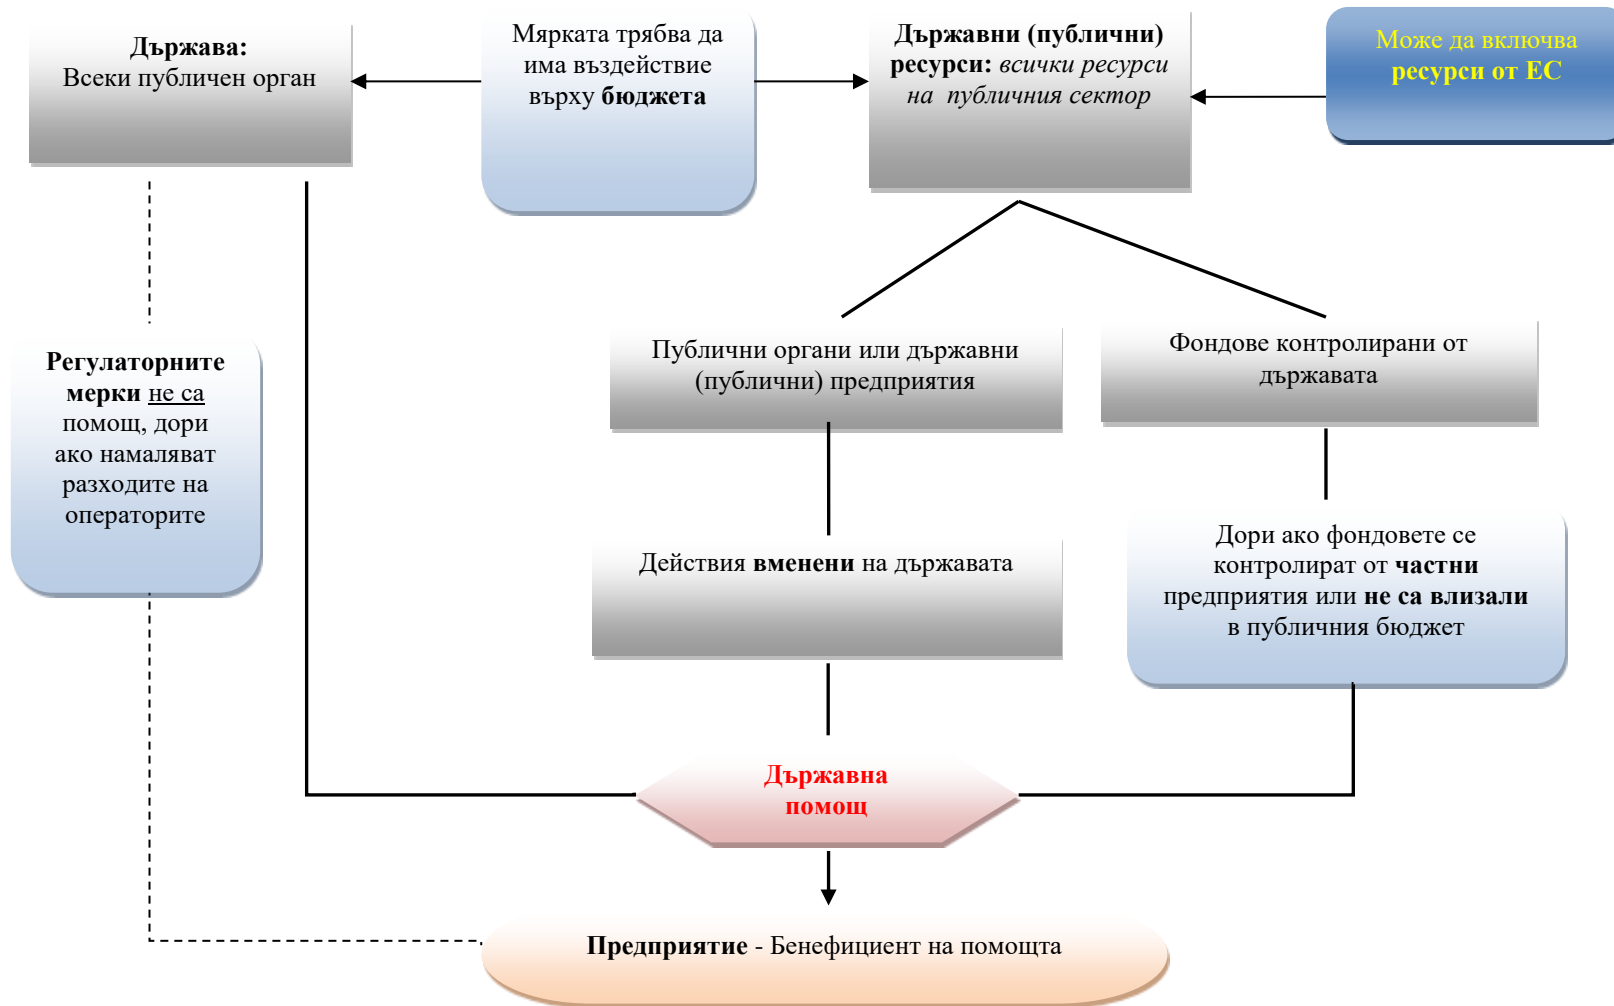 Държава:
Всеки публичен орган
Мярката трябва да
има въздействие
върху бюджета
Държавни (публични)
ресурси: всички ресурси
на публичния сектор
Може да включва
ресурси от ЕС
Регулаторните
мерки не са
помощ, дори
ако намаляват
разходите на
операторите
Публични органи или държавни
(публични) предприятия
Фондове контролирани от
държавата
Действия вменени на държавата
Дори ако фондовете се
контролират от частни
предприятия или не са влизали
в публичния бюджет
Държавна
помощ
Предприятие - Бенефициент на помощта